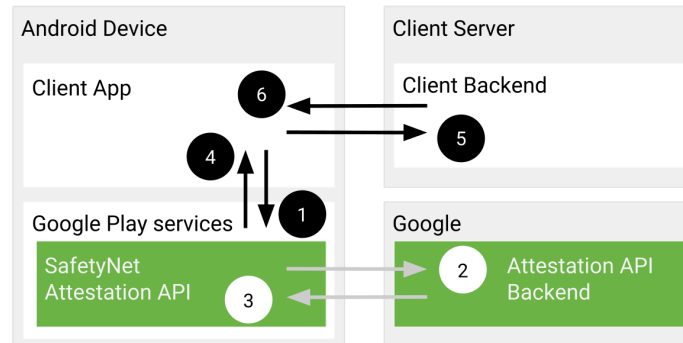 Android Device
Client App
6
4
1
Google Play services
SafetyNet
Attestation API
3
Client Server
Client Backend
5
Google
2
Attestation API
Backend